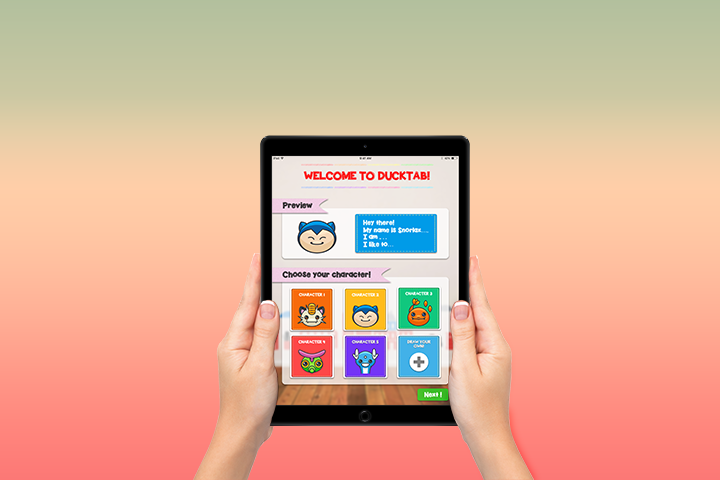 WELCOME TO DUCKTAB!
Preview
Hey there!
My name is Snorlax....
I am ...
I like to...
Choose your character!
CHARACTER 1
CHARACTER 2
CHARACTER 3
CHARACTER 4
CHARACTER 5
DRAW YOUR
OWN!
Next !